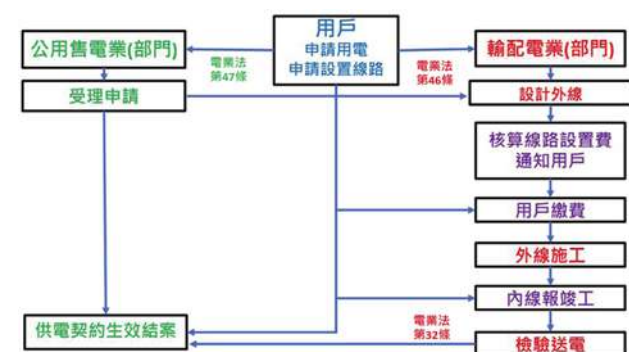 用戶
申請用電
申請設置線路
公用售電業(部門)
電業法
第47條
電業法
第46條
輸配電業(部門)
受理申請
設計外線
核算線路設置費
通知用戶
用戶繳費
外線施工
內線報竣工
供電契約生效結案
電業法
第32條
檢驗送電